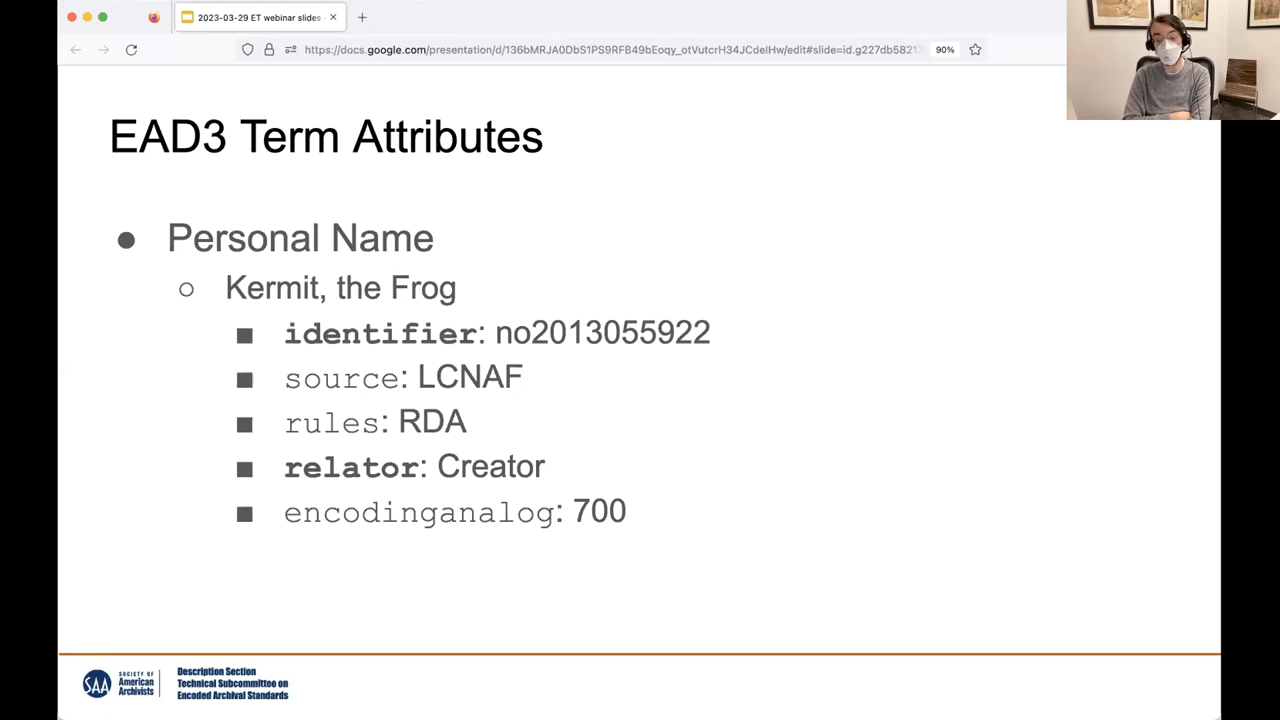 2023-03-29 ET webinar slides
https://docs.google.com/presentation/d/136bMRJA0DbS1PS9RFB49bEoqy_otVutcrH34JCdelHw/edit#slide=id.g227db5821
90%
EAD3 Term Attributes
● Personal Name
○ Kermit, the Frog
■ identifier: no2013055922
■ source: LCNAF
■ rules: RDA
■ relator: Creator
■ encodinganalog: 700
SAA
SOCIETY OF
American
Archivists
Description Section
Technical Subcommittee on
Encoded Archival Standards